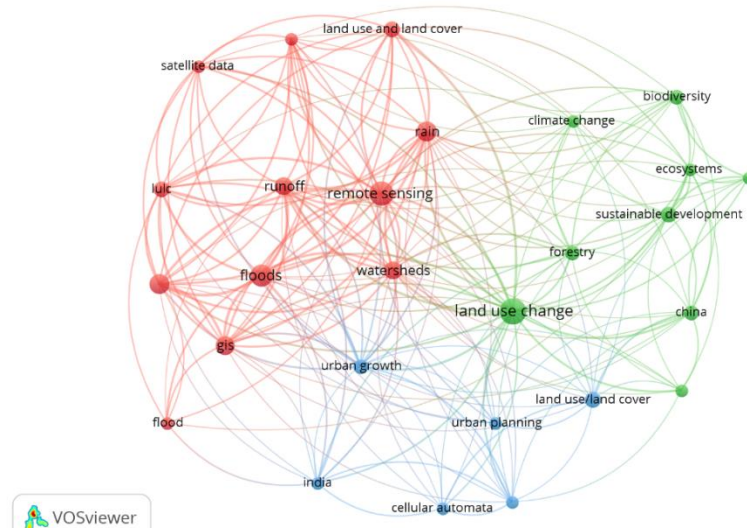 land use and land cover
satellite data
biodiversity
climate change
rain
ecosystems
lulc
runoff
remote sensing
sustainable development
forestry
floods
watersheds
land use change
china
gis
urban growth
land use/land cover
flood
urban planning
india
cellular automata
VOSviewer